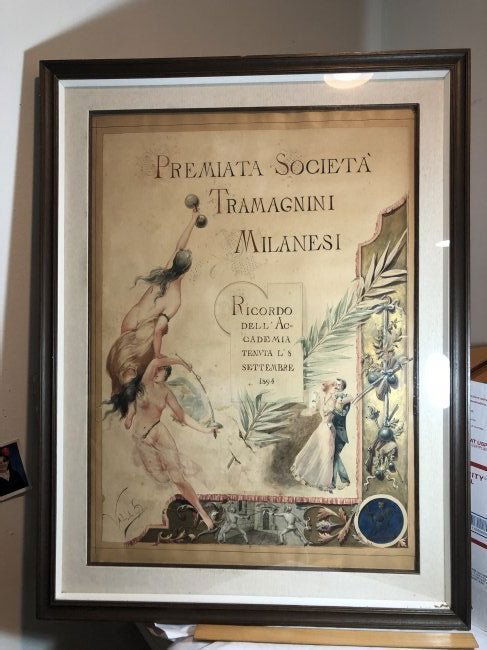 PREMIATA SOCIETÀ
TRAMAGNINI
MILANESI
RICORDO
DELL'AC-
CADEMIA
TENUTA L'8
SETTEMBRE
1894